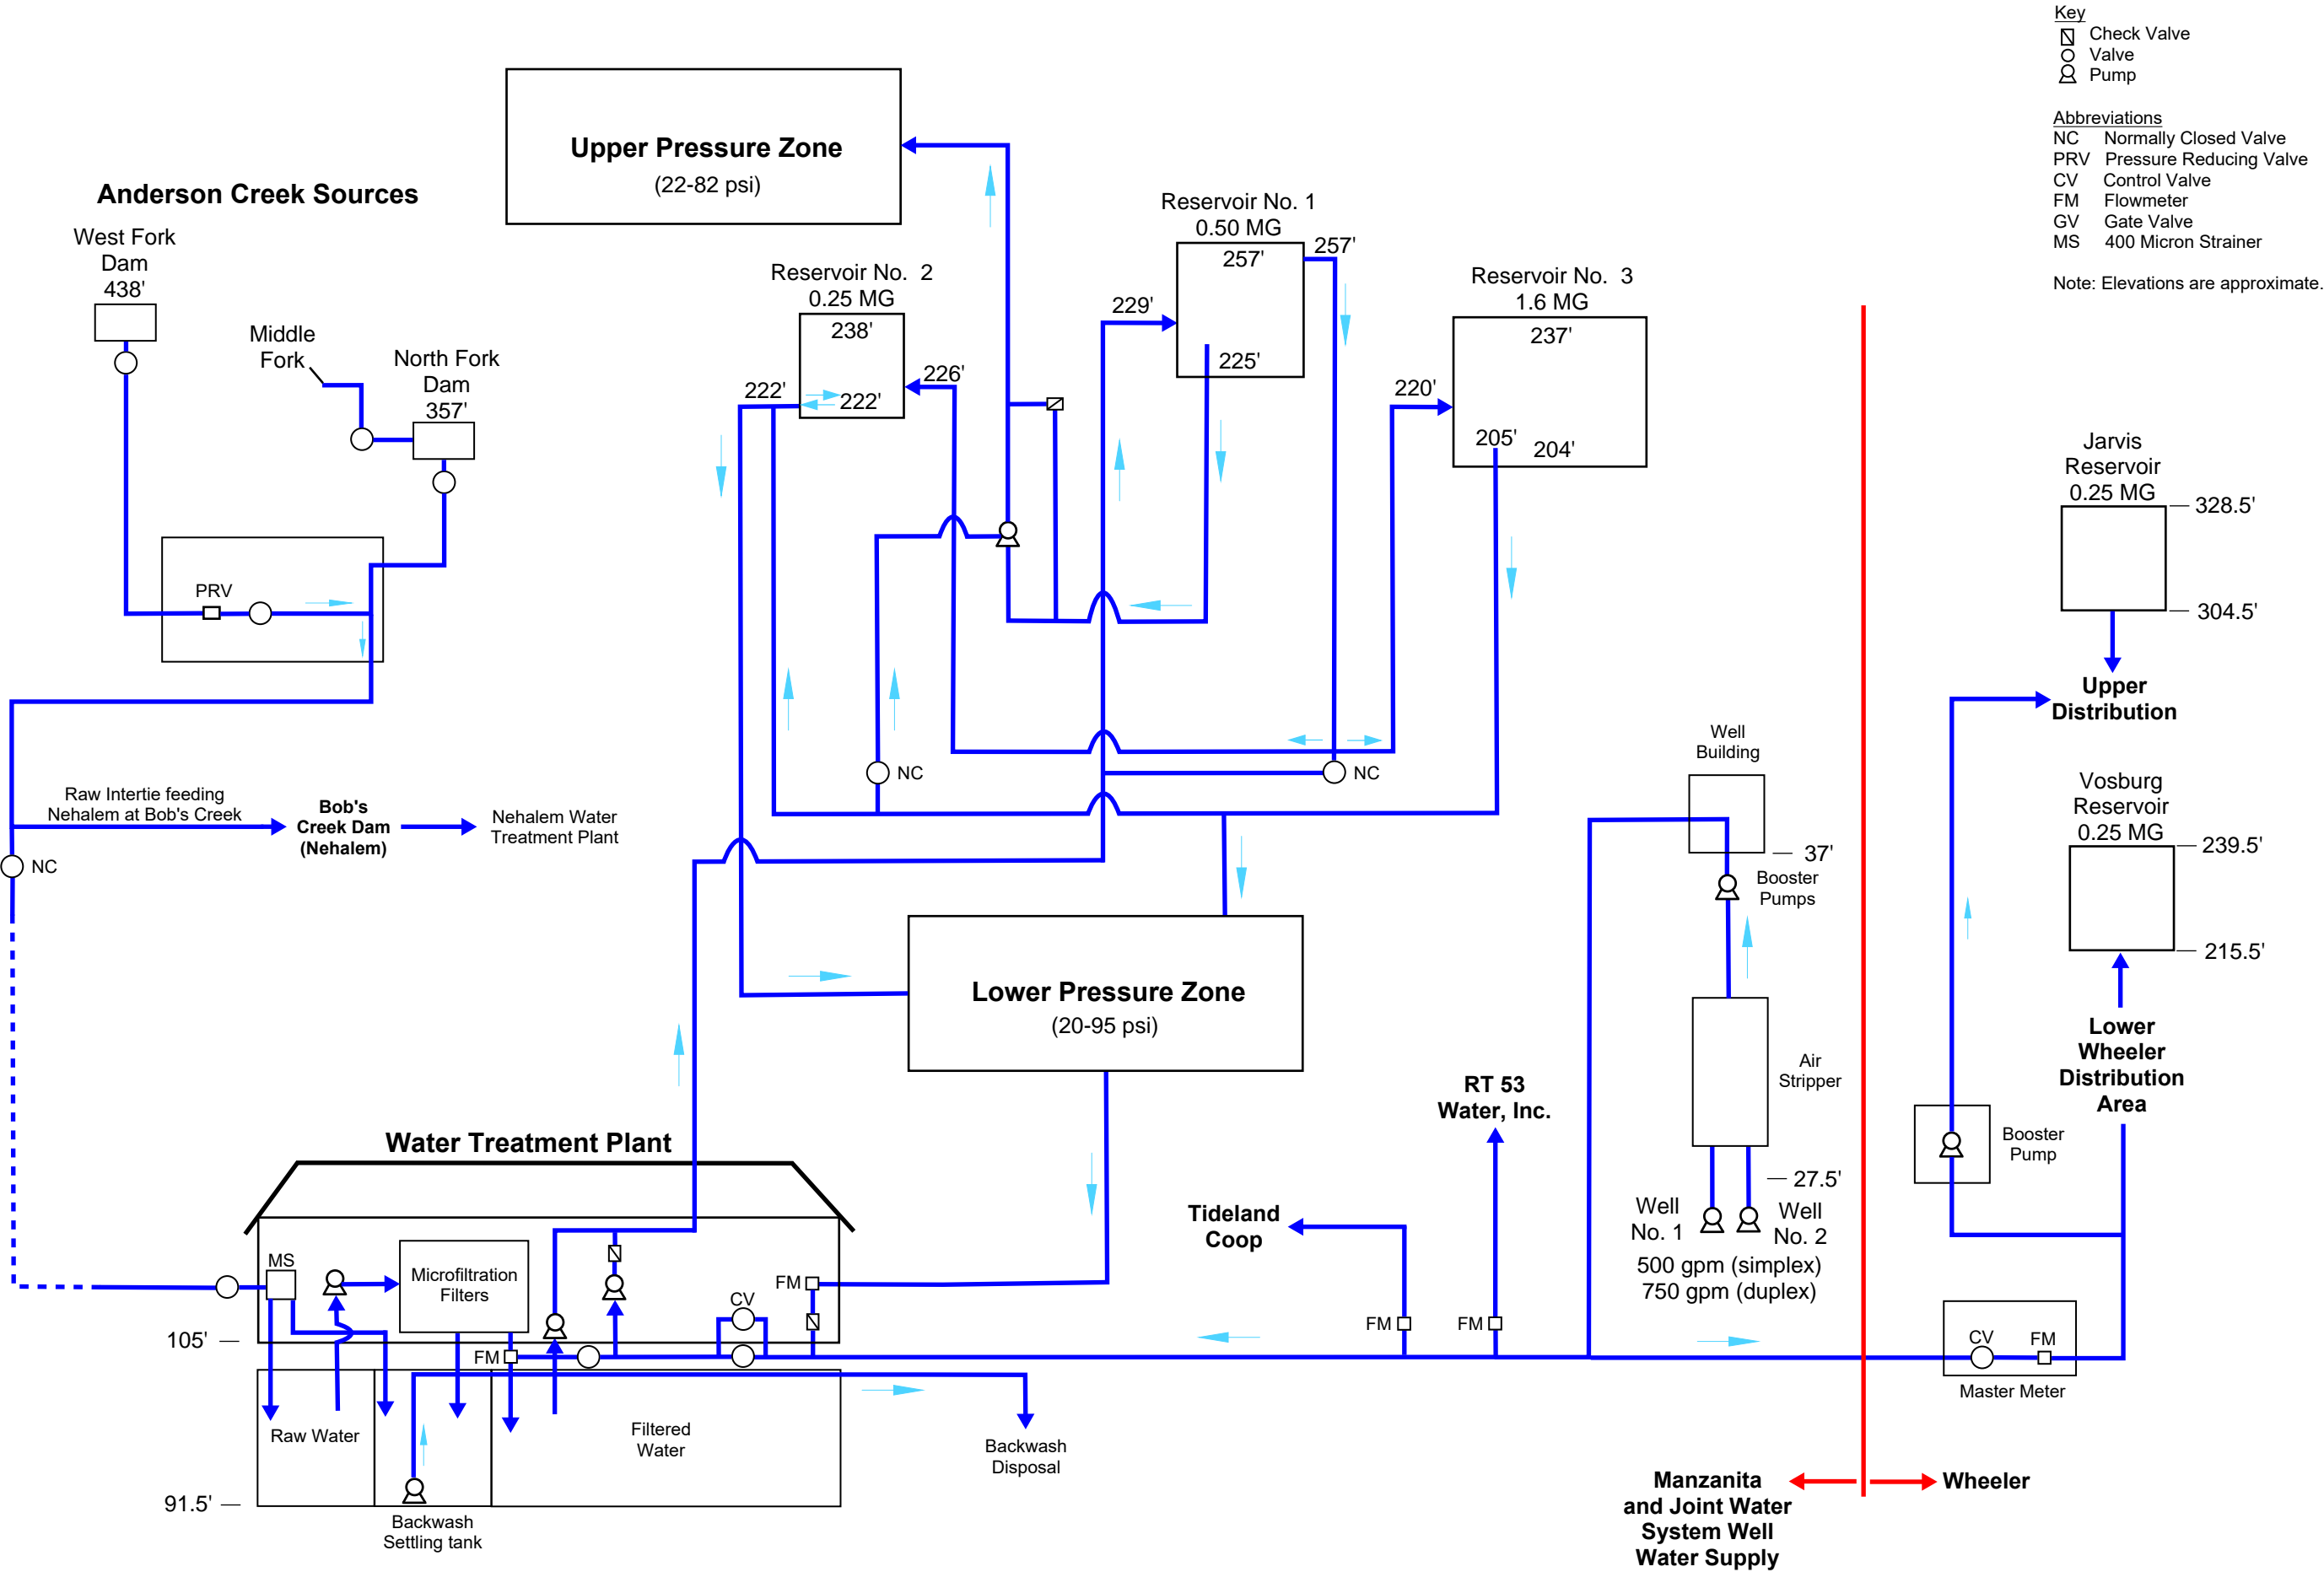 Key
Check Valve
Valve
Pump
Abbreviations
NC Normally Closed Valve
PRV Pressure Reducing Valve
CV Control Valve
FM Flowmeter
GV Gate Valve
MS 400 Micron Strainer
Note: Elevations are approximate.
Upper Pressure Zone
(22-82 psi)
Anderson Creek Sources
West Fork
Dam
438'
Middle
Fork
North Fork
Dam
357'
PRV
Reservoir No. 2
0.25 MG
238'
222'
222'
226'
Reservoir No. 1
0.50 MG
257'
257'
229'
225'
Reservoir No. 3
1.6 MG
237'
220'
205'
204'
NC
NC
Jarvis
Reservoir
0.25 MG
328.5'
304.5'
Upper
Distribution
Vosburg
Reservoir
0.25 MG
239.5'
215.5'
Lower
Wheeler
Distribution
Area
Well
Building
37'
Booster
Pumps
Air
Stripper
27.5'
Well
No. 1
Well
No. 2
500 gpm (simplex)
750 gpm (duplex)
Booster
Pump
CV
FM
Master Meter
Raw Intertie feeding
Nehalem at Bob's Creek
Bob's
Creek Dam
(Nehalem)
Nehalem Water
Treatment Plant
NC
Lower Pressure Zone
(20-95 psi)
RT 53
Water, Inc.
Tideland
Coop
FM
FM
Water Treatment Plant
MS
Microfiltration
Filters
FM
CV
FM
105'
91.5'
Raw Water
Filtered
Water
Backwash
Settling tank
Backwash
Disposal
Manzanita
and Joint Water
System Well
Water Supply
Wheeler